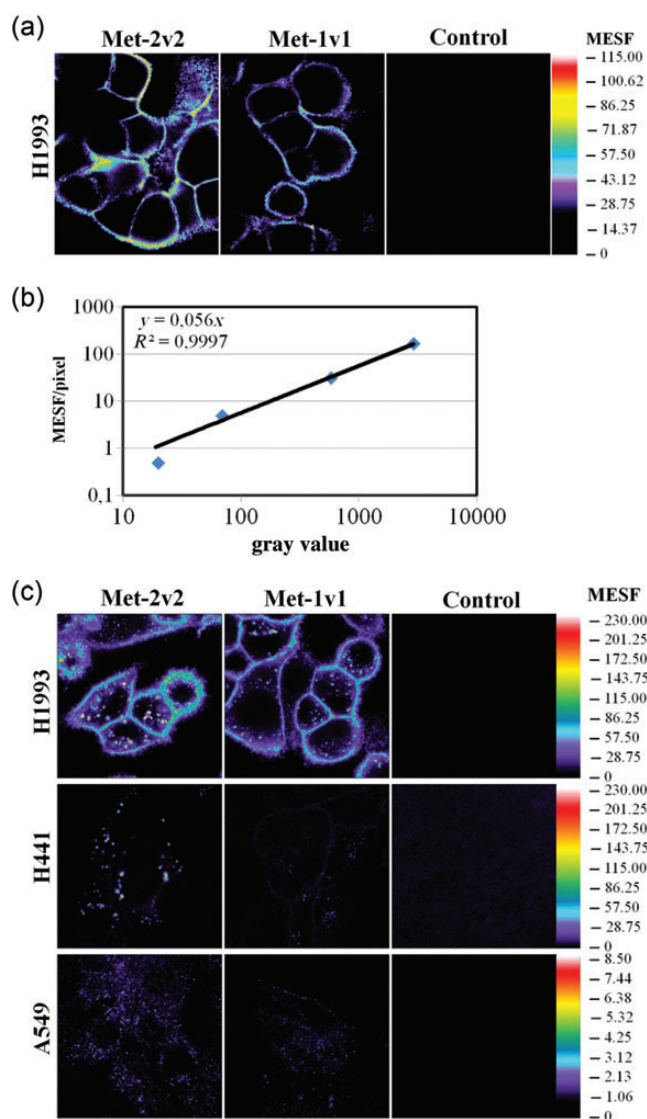 (a)
Met-2v2 Met-1v1 Control MESF
H1993
115.00
100.62
86.25
71.87
57.50
43.12
28.75
14.37
0
(b)
y = 0,056x
R² = 0,9997
MESF/pixel
1000
100
10
1
0,1
10 100 1000 10000
gray value
(c)
Met-2v2 Met-1v1 Control MESF
H1993
230.00
201.25
172.50
143.75
115.00
86.25
57.50
28.75
0
H441
230.00
201.25
172.50
143.75
115.00
86.25
57.50
28.75
0
A549
8.50
7.44
6.38
5.32
4.25
3.12
2.13
1.06
0